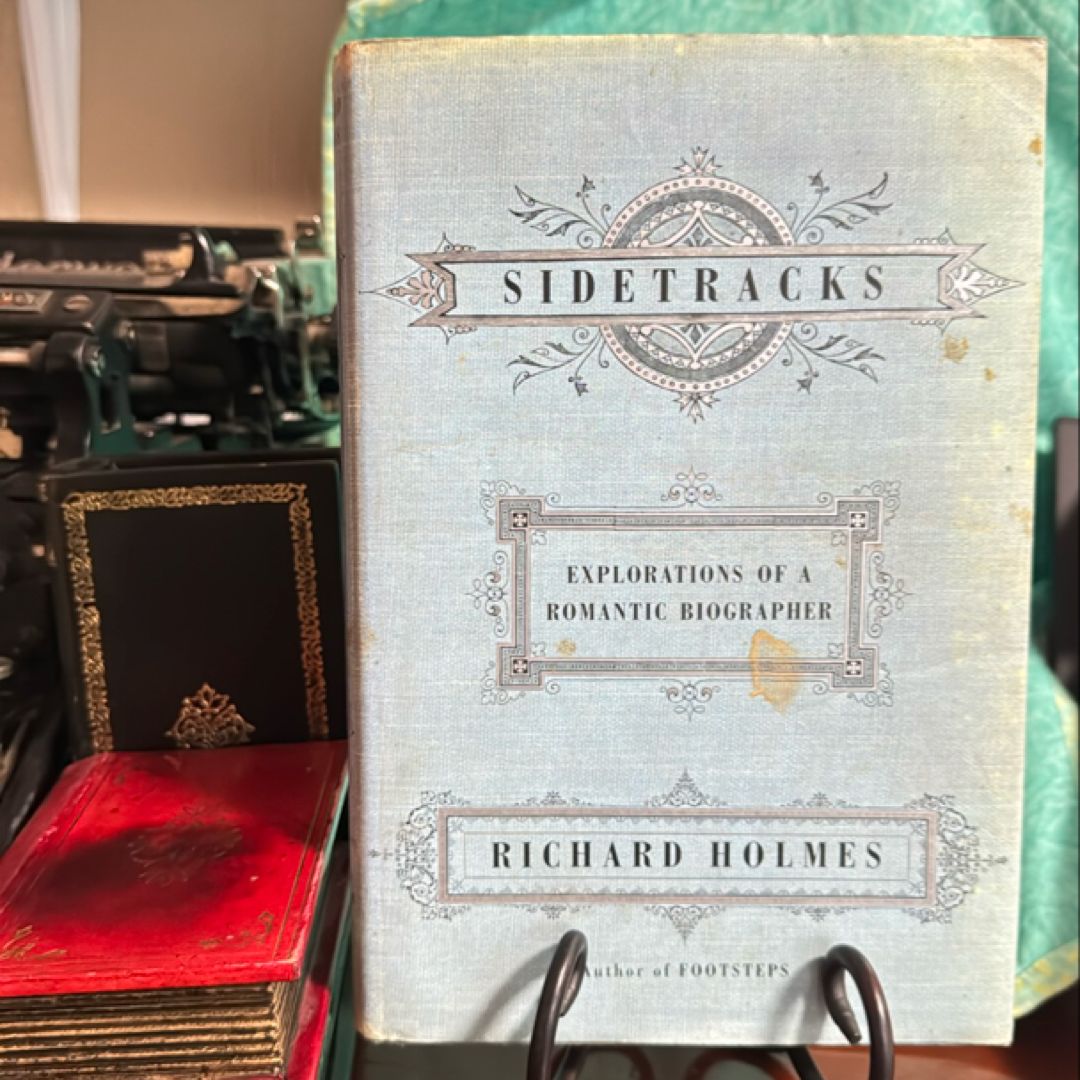 SIDETRACKS
EXPLORATIONS OF A
ROMANTIC BIOGRAPHER
RICHARD HOLMES
Author of FOOTSTEPS